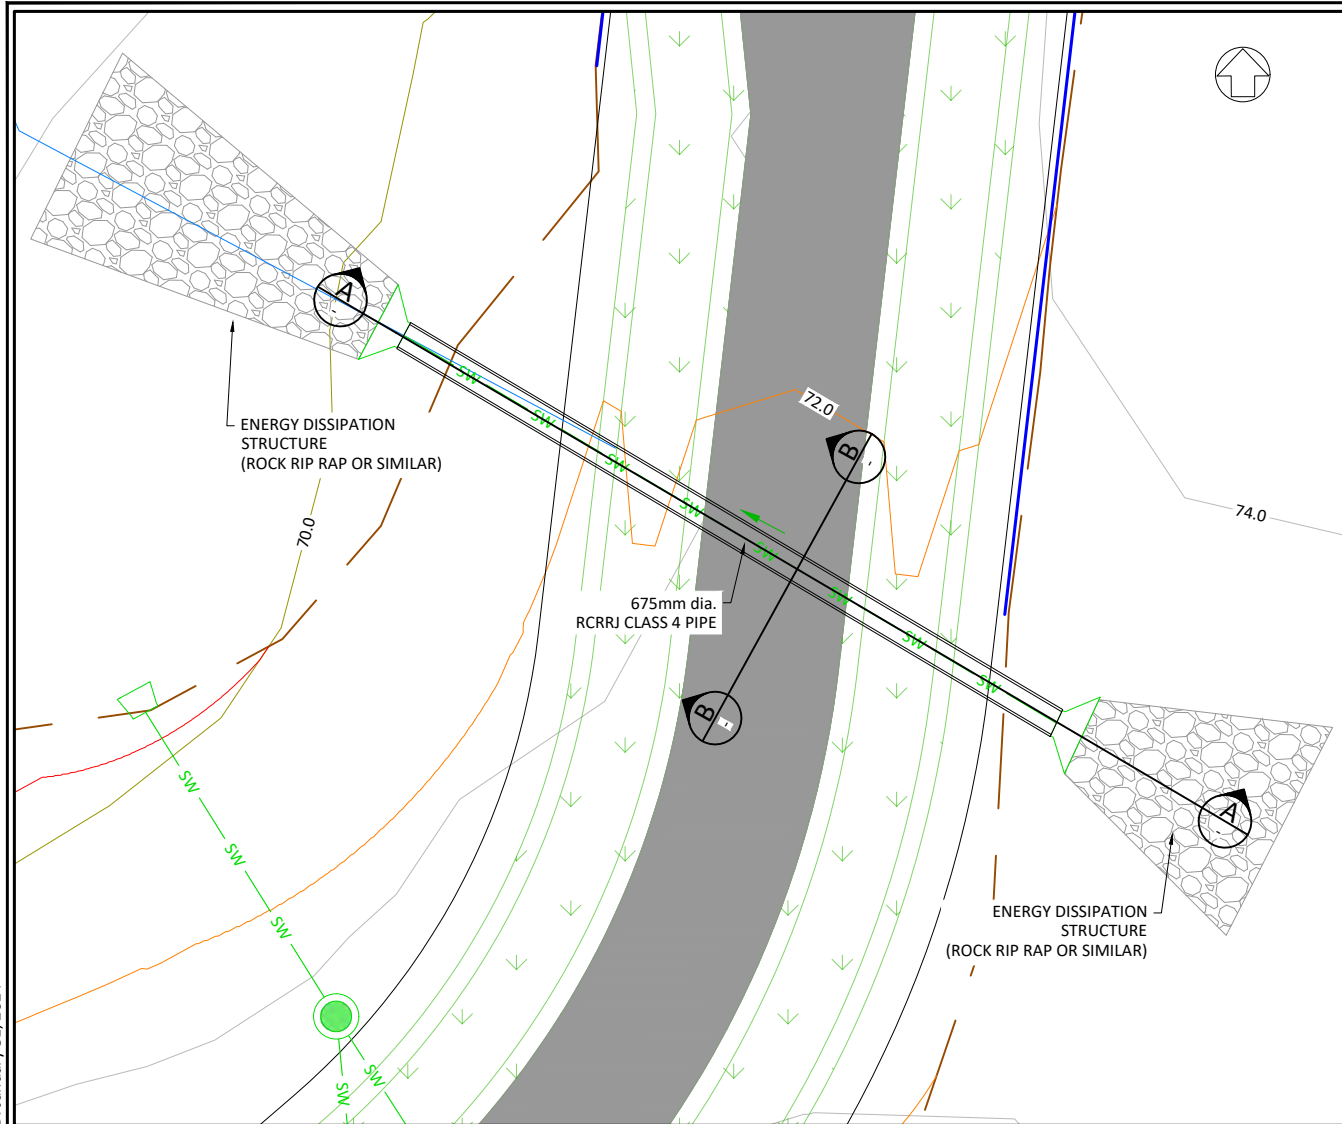 A
-
SW
SW
SW
SW
SW
SW
SW
SW
72.0
B
-
ENERGY DISSIPATION
STRUCTURE
(ROCK RIP RAP OR SIMILAR)
74.0
70.0
675mm dia.
RCRRJ CLASS 4 PIPE
B
-
A
-
SW
SW
SW
SW
SW
ENERGY DISSIPATION
STRUCTURE
(ROCK RIP RAP OR SIMILAR)